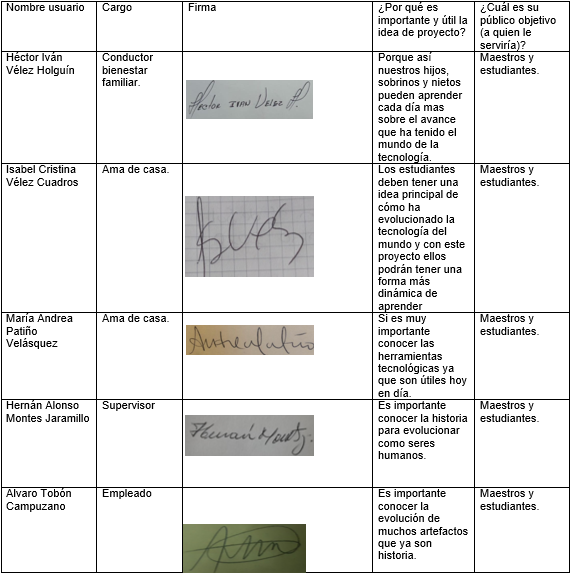 Nombre usuario
Cargo
Firma
¿Por qué es
importante y útil la
idea de proyecto?
¿Cuál es su
público objetivo
(a quien le
serviría)?
Héctor Iván
Vélez Holguín
Conductor
bienestar
familiar.
Hector Ivan Velez H.
Porque así
nuestros hijos,
sobrinos y nietos
pueden aprender
cada día mas
sobre el avance
que ha tenido el
mundo de la
tecnología.
Maestros y
estudiantes.
Isabel Cristina
Vélez Cuadros
Ama de casa.
Los estudiantes
deben tener una
idea principal de
cómo ha
evolucionado la
tecnología del
mundo y con este
proyecto ellos
podrán tener una
forma más
dinámica de
aprender
Maestros y
estudiantes.
María Andrea
Patiño
Velásquez
Ama de casa.
Andrea Patiño
Si es muy
importante
conocer las
herramientas
tecnológicas ya
que son útiles hoy
en día.
Maestros y
estudiantes.
Hernán Alonso
Montes Jaramillo
Supervisor
Hernán Montes J.
Es importante
conocer la historia
para evolucionar
como seres
humanos.
Maestros y
estudiantes.
Alvaro Tobón
Campuzano
Empleado
Es importante
conocer la
evolución de
muchos artefactos
que ya son
historia.
Maestros y
estudiantes.